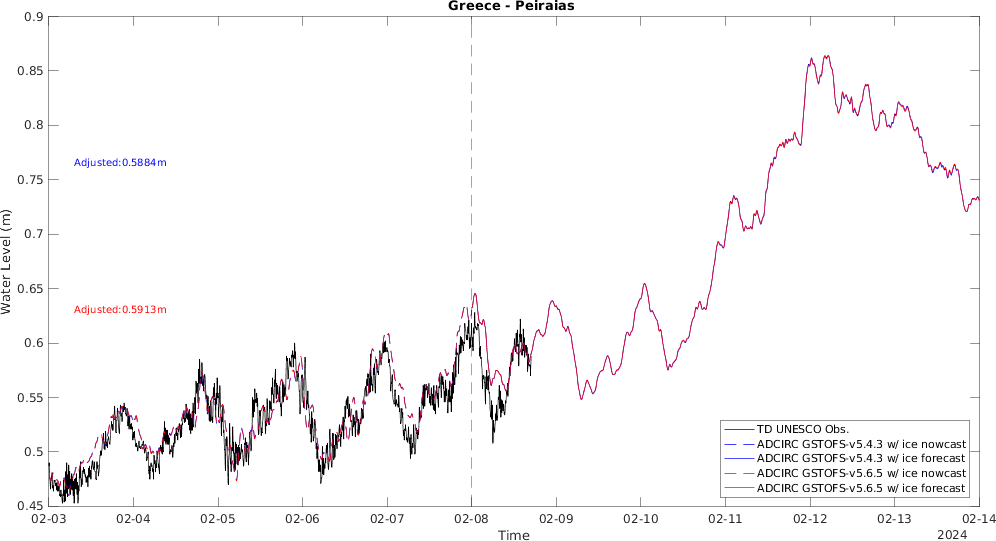 Greece - Peiraias
0.9
0.85
0.8
0.75
0.7
0.65
0.6
0.55
0.5
0.45
Water Level (m)
Adjusted:0.5884m
Adjusted:0.5913m
TD UNESCO Obs.
ADCIRC GSTOFS-v5.4.3 w/ ice nowcast
ADCIRC GSTOFS-v5.4.3 w/ ice forecast
ADCIRC GSTOFS-v5.6.5 w/ ice nowcast
ADCIRC GSTOFS-v5.6.5 w/ ice forecast
02-03 02-04 02-05 02-06 02-07 02-08 02-09 02-10 02-11 02-12 02-13 02-14
Time
2024